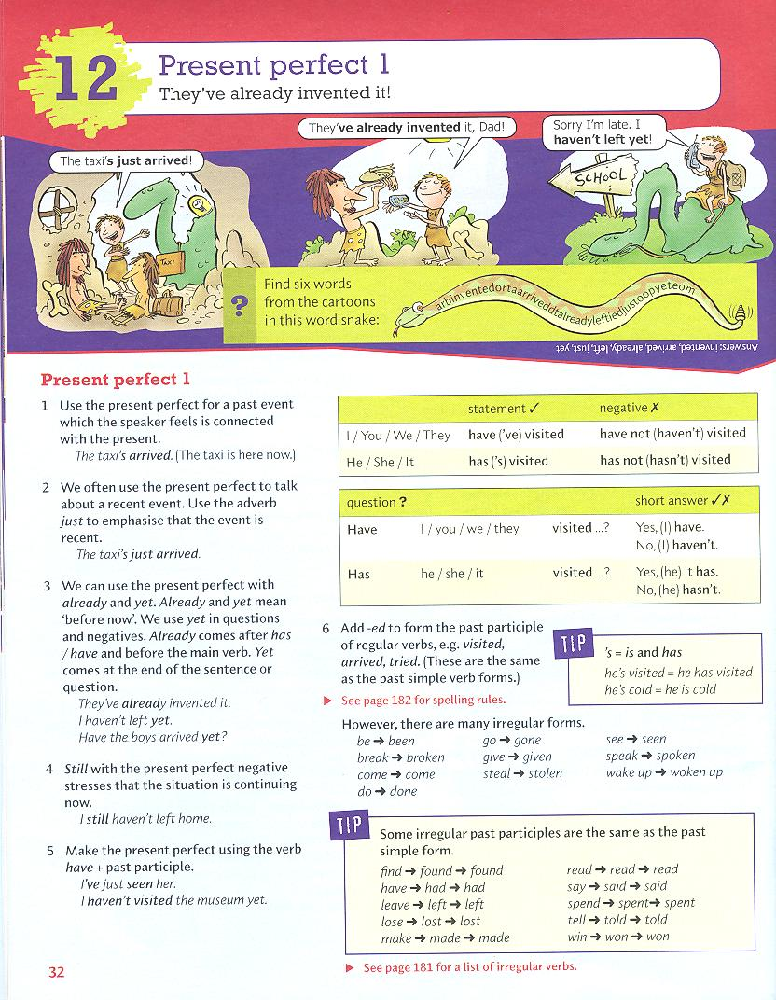 12
Present perfect 1
They've already invented it!
The taxi's just arrived!
They've already invented it, Dad!
Sorry I'm late. I
haven't left yet!
SCHOOL
TAXI
?
Find six words
from the cartoons
in this word snake:
arbinventedortaarriveddtalreadyleftiedjustoopyeteom
Answers: invented, arrived, already, left, just, yet
Present perfect 1
1 Use the present perfect for a past event
which the speaker feels is connected
with the present.
The taxi's arrived. (The taxi is here now.)
2 We often use the present perfect to talk
about a recent event. Use the adverb
just to emphasise that the event is
recent.
The taxi's just arrived.
3 We can use the present perfect with
already and yet. Already and yet mean
'before now'. We use yet in questions
and negatives. Already comes after has
/ have and before the main verb. Yet
comes at the end of the sentence or
question.
They've already invented it.
I haven't left yet.
Have the boys arrived yet?
4 Still with the present perfect negative
stresses that the situation is continuing
now.
I still haven't left home.
5 Make the present perfect using the verb
have + past participle.
I've just seen her.
I haven't visited the museum yet.
statement ✓ negative ✗
I / You / We / They have ('ve) visited have not (haven't) visited
He / She / It has ('s) visited has not (hasn't) visited
question ? short answer ✓✗
Have I / you / we / they visited ...? Yes, (I) have.
No, (I) haven't.
Has he / she / it visited ...? Yes, (he) it has.
No, (he) hasn't.
6 Add -ed to form the past participle
of regular verbs, e.g. visited,
arrived, tried. (These are the same
as the past simple verb forms.)
▶ See page 182 for spelling rules.
TIP
's = is and has
he's visited = he has visited
he's cold = he is cold
However, there are many irregular forms.
be → been go → gone see → seen
break → broken give → given speak → spoken
come → come steal → stolen wake up → woken up
do → done
TIP
Some irregular past participles are the same as the past
simple form.
find → found → found read → read → read
have → had → had say → said → said
leave → left → left spend → spent → spent
lose → lost → lost tell → told → told
make → made → made win → won → won
▶ See page 181 for a list of irregular verbs.
32